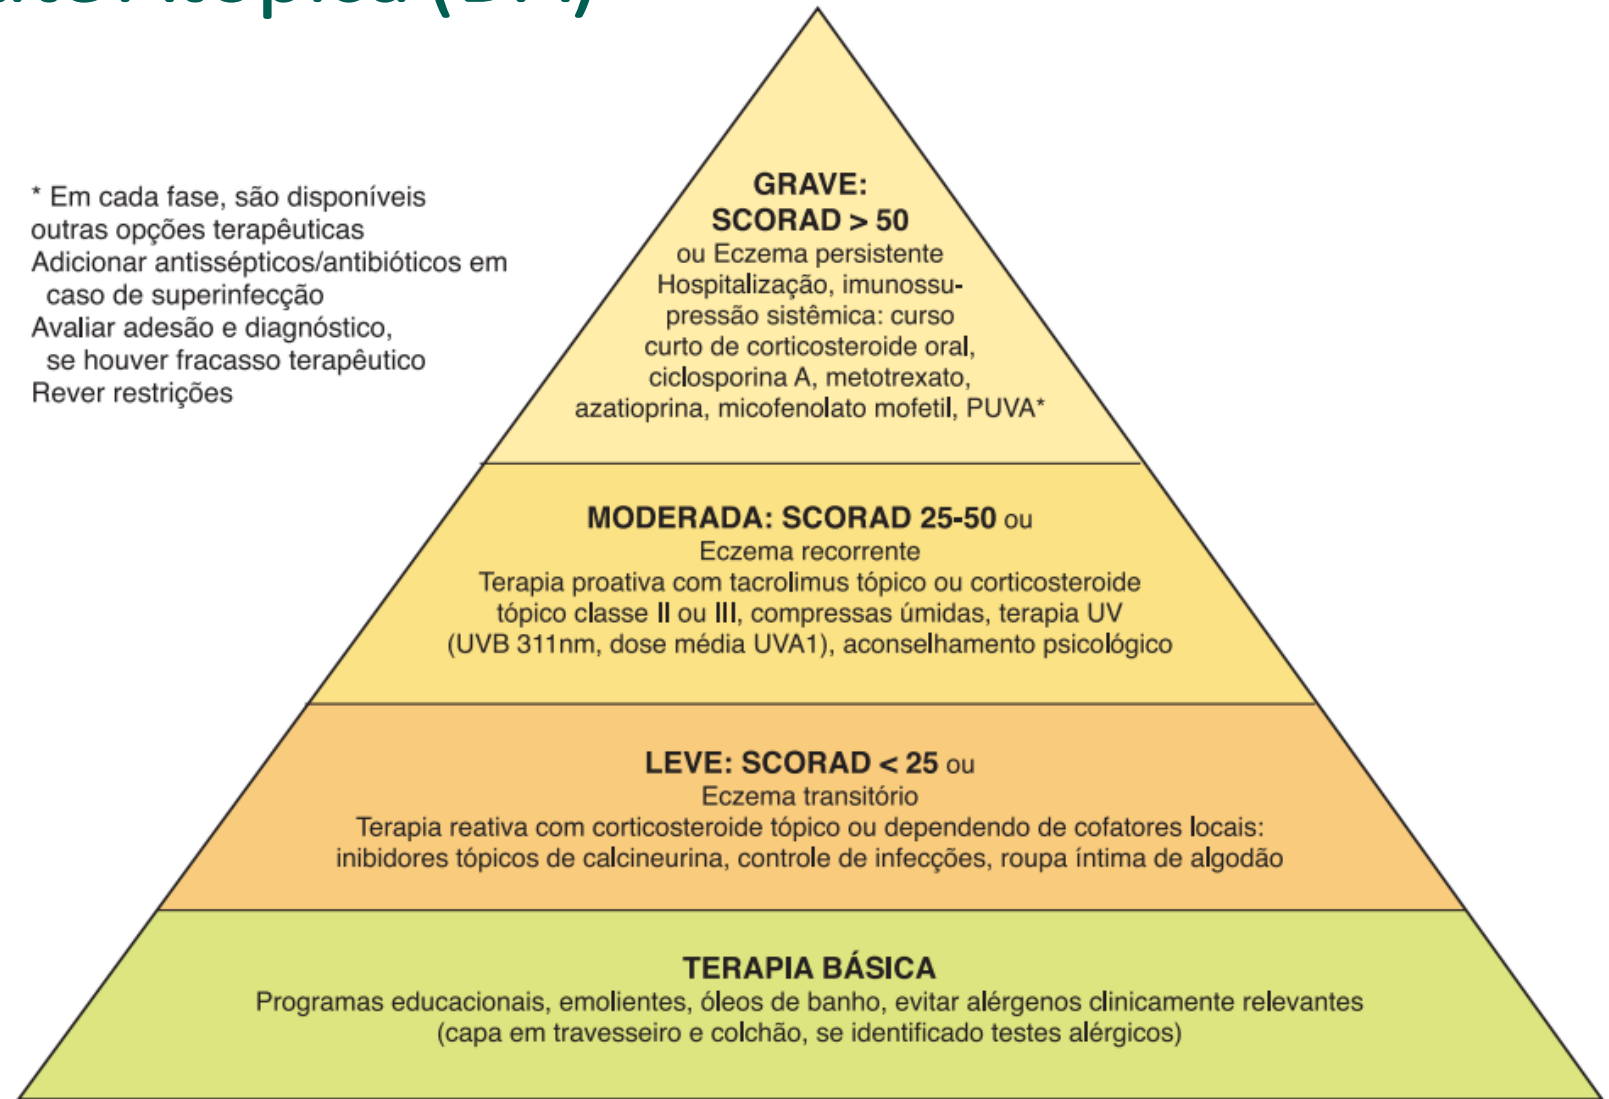 Atópica (DA)
* Em cada fase, são disponíveis
outras opções terapêuticas
Adicionar antissépticos/antibióticos em
caso de superinfecção
Avaliar adesão e diagnóstico,
se houver fracasso terapêutico
Rever restrições
GRAVE:
SCORAD > 50
ou Eczema persistente
Hospitalização, imunossu-
pressão sistêmica: curso
curto de corticosteroide oral,
ciclosporina A, metotrexato,
azatioprina, micofenolato mofetil, PUVA*
MODERADA: SCORAD 25-50 ou
Eczema recorrente
Terapia proativa com tacrolimus tópico ou corticosteroide
tópico classe II ou III, compressas úmidas, terapia UV
(UVB 311nm, dose média UVA1), aconselhamento psicológico
LEVE: SCORAD < 25 ou
Eczema transitório
Terapia reativa com corticosteroide tópico ou dependendo de cofatores locais:
inibidores tópicos de calcineurina, controle de infecções, roupa íntima de algodão
TERAPIA BÁSICA
Programas educacionais, emolientes, óleos de banho, evitar alérgenos clinicamente relevantes
(capa em travesseiro e colchão, se identificado testes alérgicos)